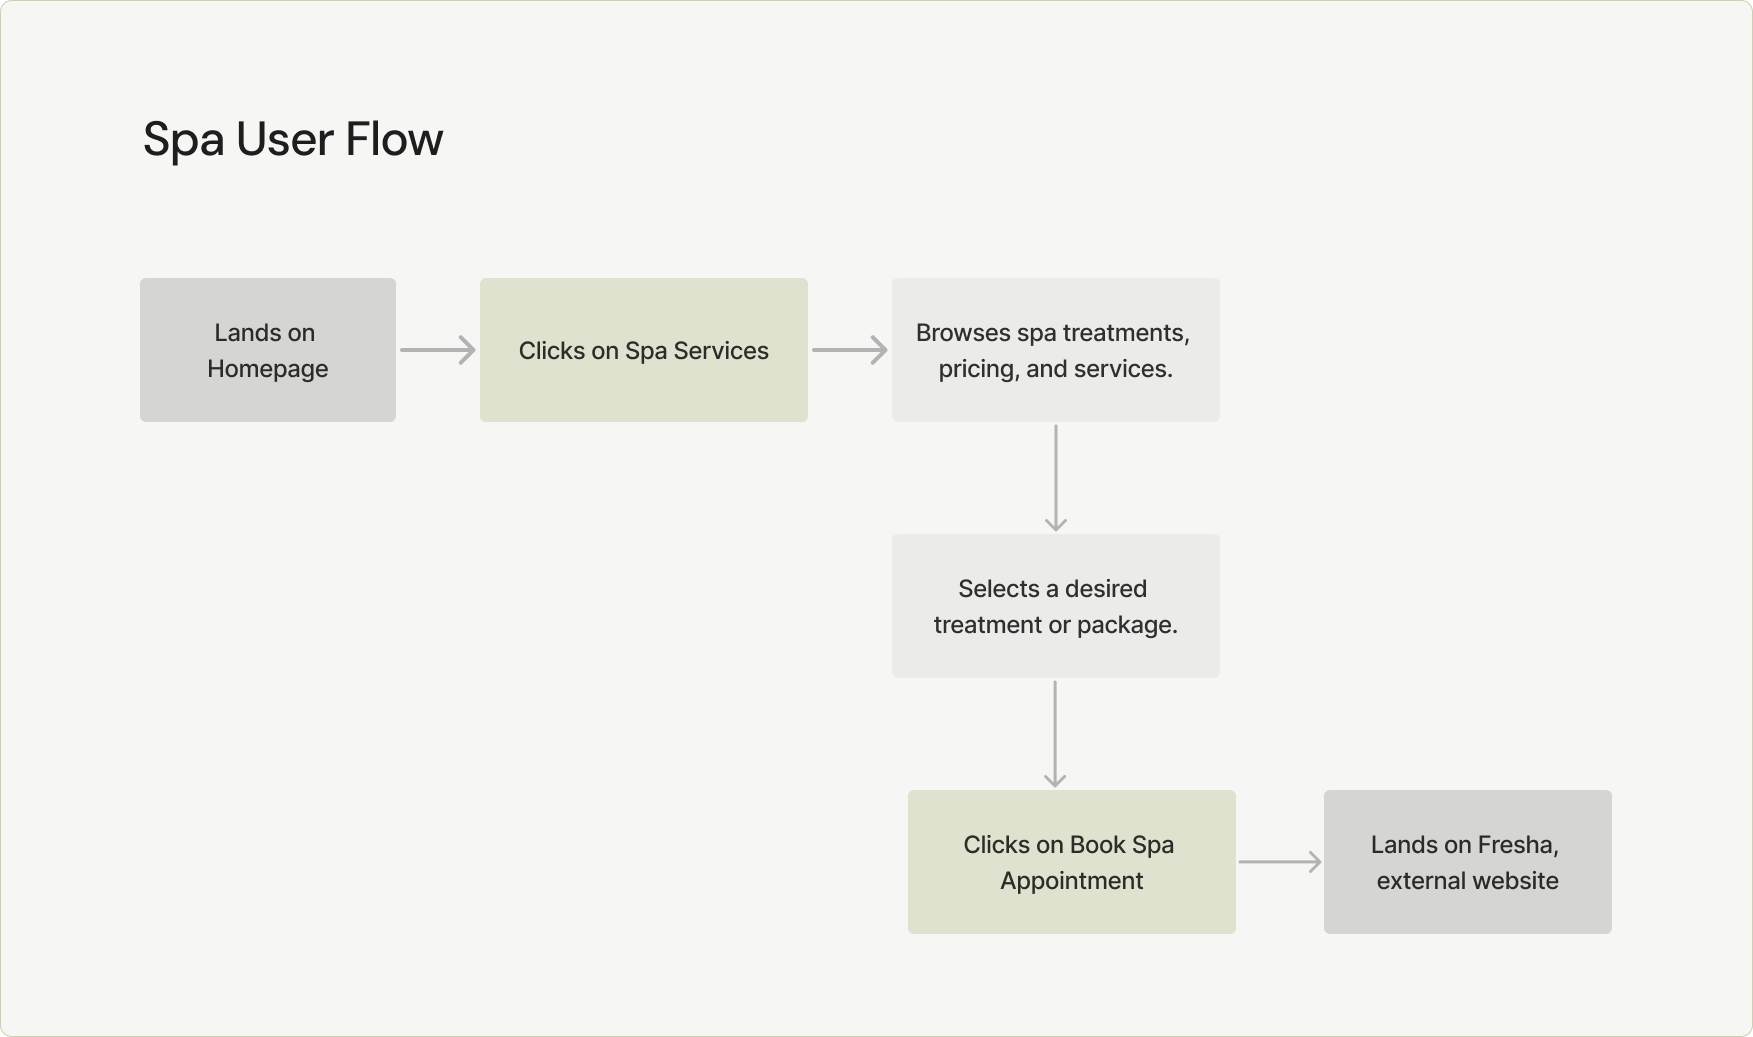 Spa User Flow
Lands on
Homepage
Clicks on Spa Services
Browses spa treatments,
pricing, and services.
Selects a desired
treatment or package.
Clicks on Book Spa
Appointment
Lands on Fresha,
external website